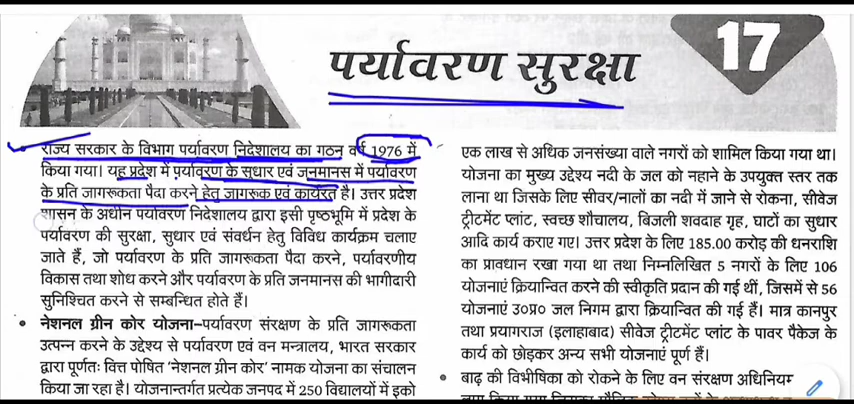 पर्यावरण सुरक्षा
17
राज्य सरकार के विभाग पर्यावरण निदेशालय का गठन वर्ष 1976 में
किया गया। यह प्रदेश में पर्यावरण के सुधार एवं जनमानस में पर्यावरण
के प्रति जागरूकता पैदा करने हेतु जागरूक एवं कार्यरत है। उत्तर प्रदेश
शासन के अधीन पर्यावरण निदेशालय द्वारा इसी पृष्ठभूमि में प्रदेश के
पर्यावरण की सुरक्षा, सुधार एवं संवर्धन हेतु विविध कार्यक्रम चलाए
जाते हैं, जो पर्यावरण के प्रति जागरूकता पैदा करने, पर्यावरणीय
विकास तथा शोध करने और पर्यावरण के प्रति जनमानस की भागीदारी
सुनिश्चित करने से सम्बन्धित होते हैं।
• नेशनल ग्रीन कोर योजना–पर्यावरण संरक्षण के प्रति जागरूकता
उत्पन्न करने के उद्देश्य से पर्यावरण एवं वन मन्त्रालय, भारत सरकार
द्वारा पूर्णतः वित्त पोषित 'नेशनल ग्रीन कोर' नामक योजना का संचालन
किया जा रहा है। योजनान्तर्गत प्रत्येक जनपद में 250 विद्यालयों में इको
एक लाख से अधिक जनसंख्या वाले नगरों को शामिल किया गया था।
योजना का मुख्य उद्देश्य नदी के जल को नहाने के उपयुक्त स्तर तक
लाना था जिसके लिए सीवर/नालों का नदी में जाने से रोकना, सीवेज
ट्रीटमेंट प्लांट, स्वच्छ शौचालय, बिजली शवदाह गृह, घाटों का सुधार
आदि कार्य कराए गए। उत्तर प्रदेश के लिए 185.00 करोड़ की धनराशि
का प्रावधान रखा गया था तथा निम्नलिखित 5 नगरों के लिए 106
योजनाएं क्रियान्वित करने की स्वीकृति प्रदान की गई थीं, जिसमें से 56
योजनाएं उ०प्र० जल निगम द्वारा क्रियान्वित की गई हैं। मात्र कानपुर
तथा प्रयागराज (इलाहाबाद) सीवेज ट्रीटमेंट प्लांट के पावर पैकेज के
कार्य को छोड़कर अन्य सभी योजनाएं पूर्ण हैं।
• बाढ़ की विभीषिका को रोकने के लिए वन संरक्षण अधिनियम